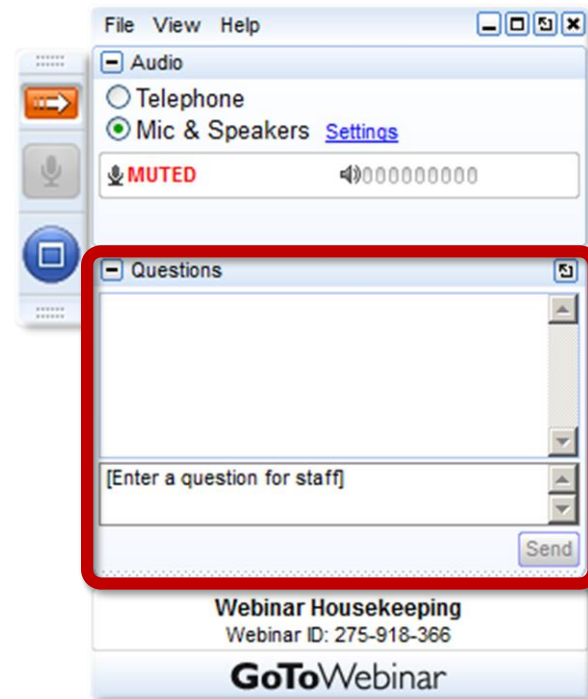 File View Help
Audio
Telephone
Mic & Speakers Settings
MUTED 000000000
Questions
[Enter a question for staff]
Send
Webinar Housekeeping
Webinar ID: 275-918-366
GoToWebinar